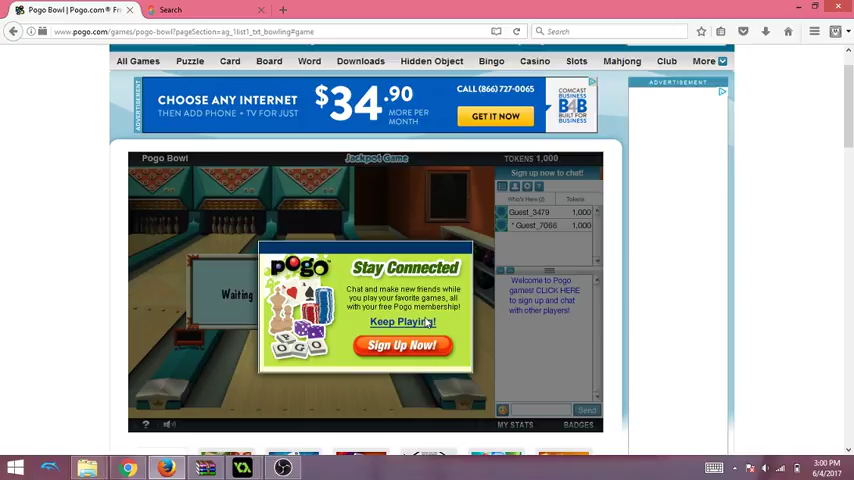 Pogo Bowl | Pogo.com® Fr
Search
www.pogo.com/games/pogo-bowl?pageSection=ag_1list1_txt_bowling#game
Search
All Games Puzzle Card Board Word Downloads Hidden Object Bingo Casino Slots Mahjong Club More
ADVERTISEMENT
ADVERTISEMENT
CHOOSE ANY INTERNET
THEN ADD PHONE + TV FOR JUST
$34.90
MORE PER
MONTH
CALL (866) 727-0065
GET IT NOW
COMCAST
BUSINESS
B4B
BUILT FOR
BUSINESS
Pogo Bowl
Jackpot Game
TOKENS 1,000
Sign up now to chat!
Who's Here (2) Tokens
Guest_3479 1,000
* Guest_7066 1,000
Waiting
pogo
Stay Connected
Chat and make new friends while
you play your favorite games, all
with your free Pogo membership!
Keep Playing!
Sign Up Now!
POGO
Welcome to Pogo
games! CLICK HERE
to sign up and chat
with other players!
Send
?
MY STATS BADGES
3:00 PM
6/4/2017